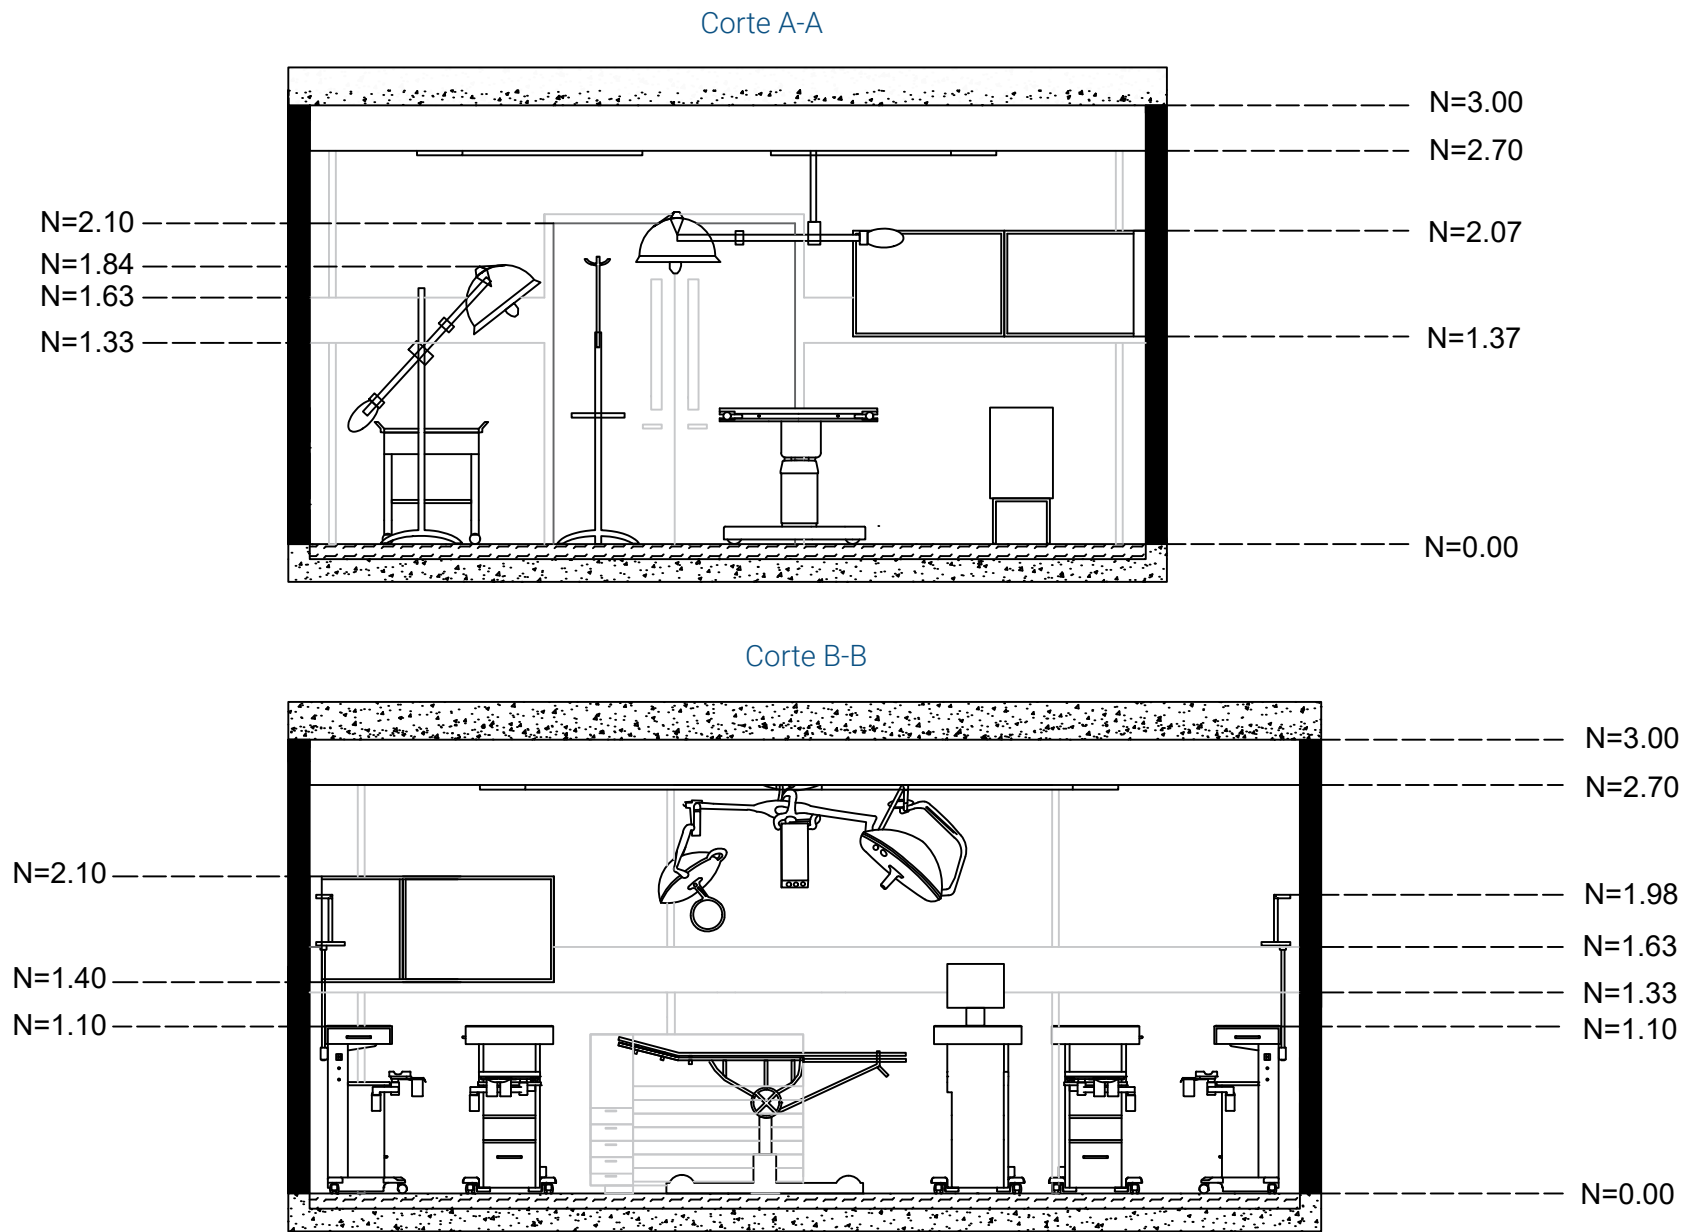 Corte A-A
N=3.00
N=2.70
N=2.10
N=2.07
N=1.84
N=1.63
N=1.33
N=1.37
N=0.00
Corte B-B
N=3.00
N=2.70
N=2.10
N=1.98
N=1.63
N=1.40
N=1.33
N=1.10
N=1.10
N=0.00